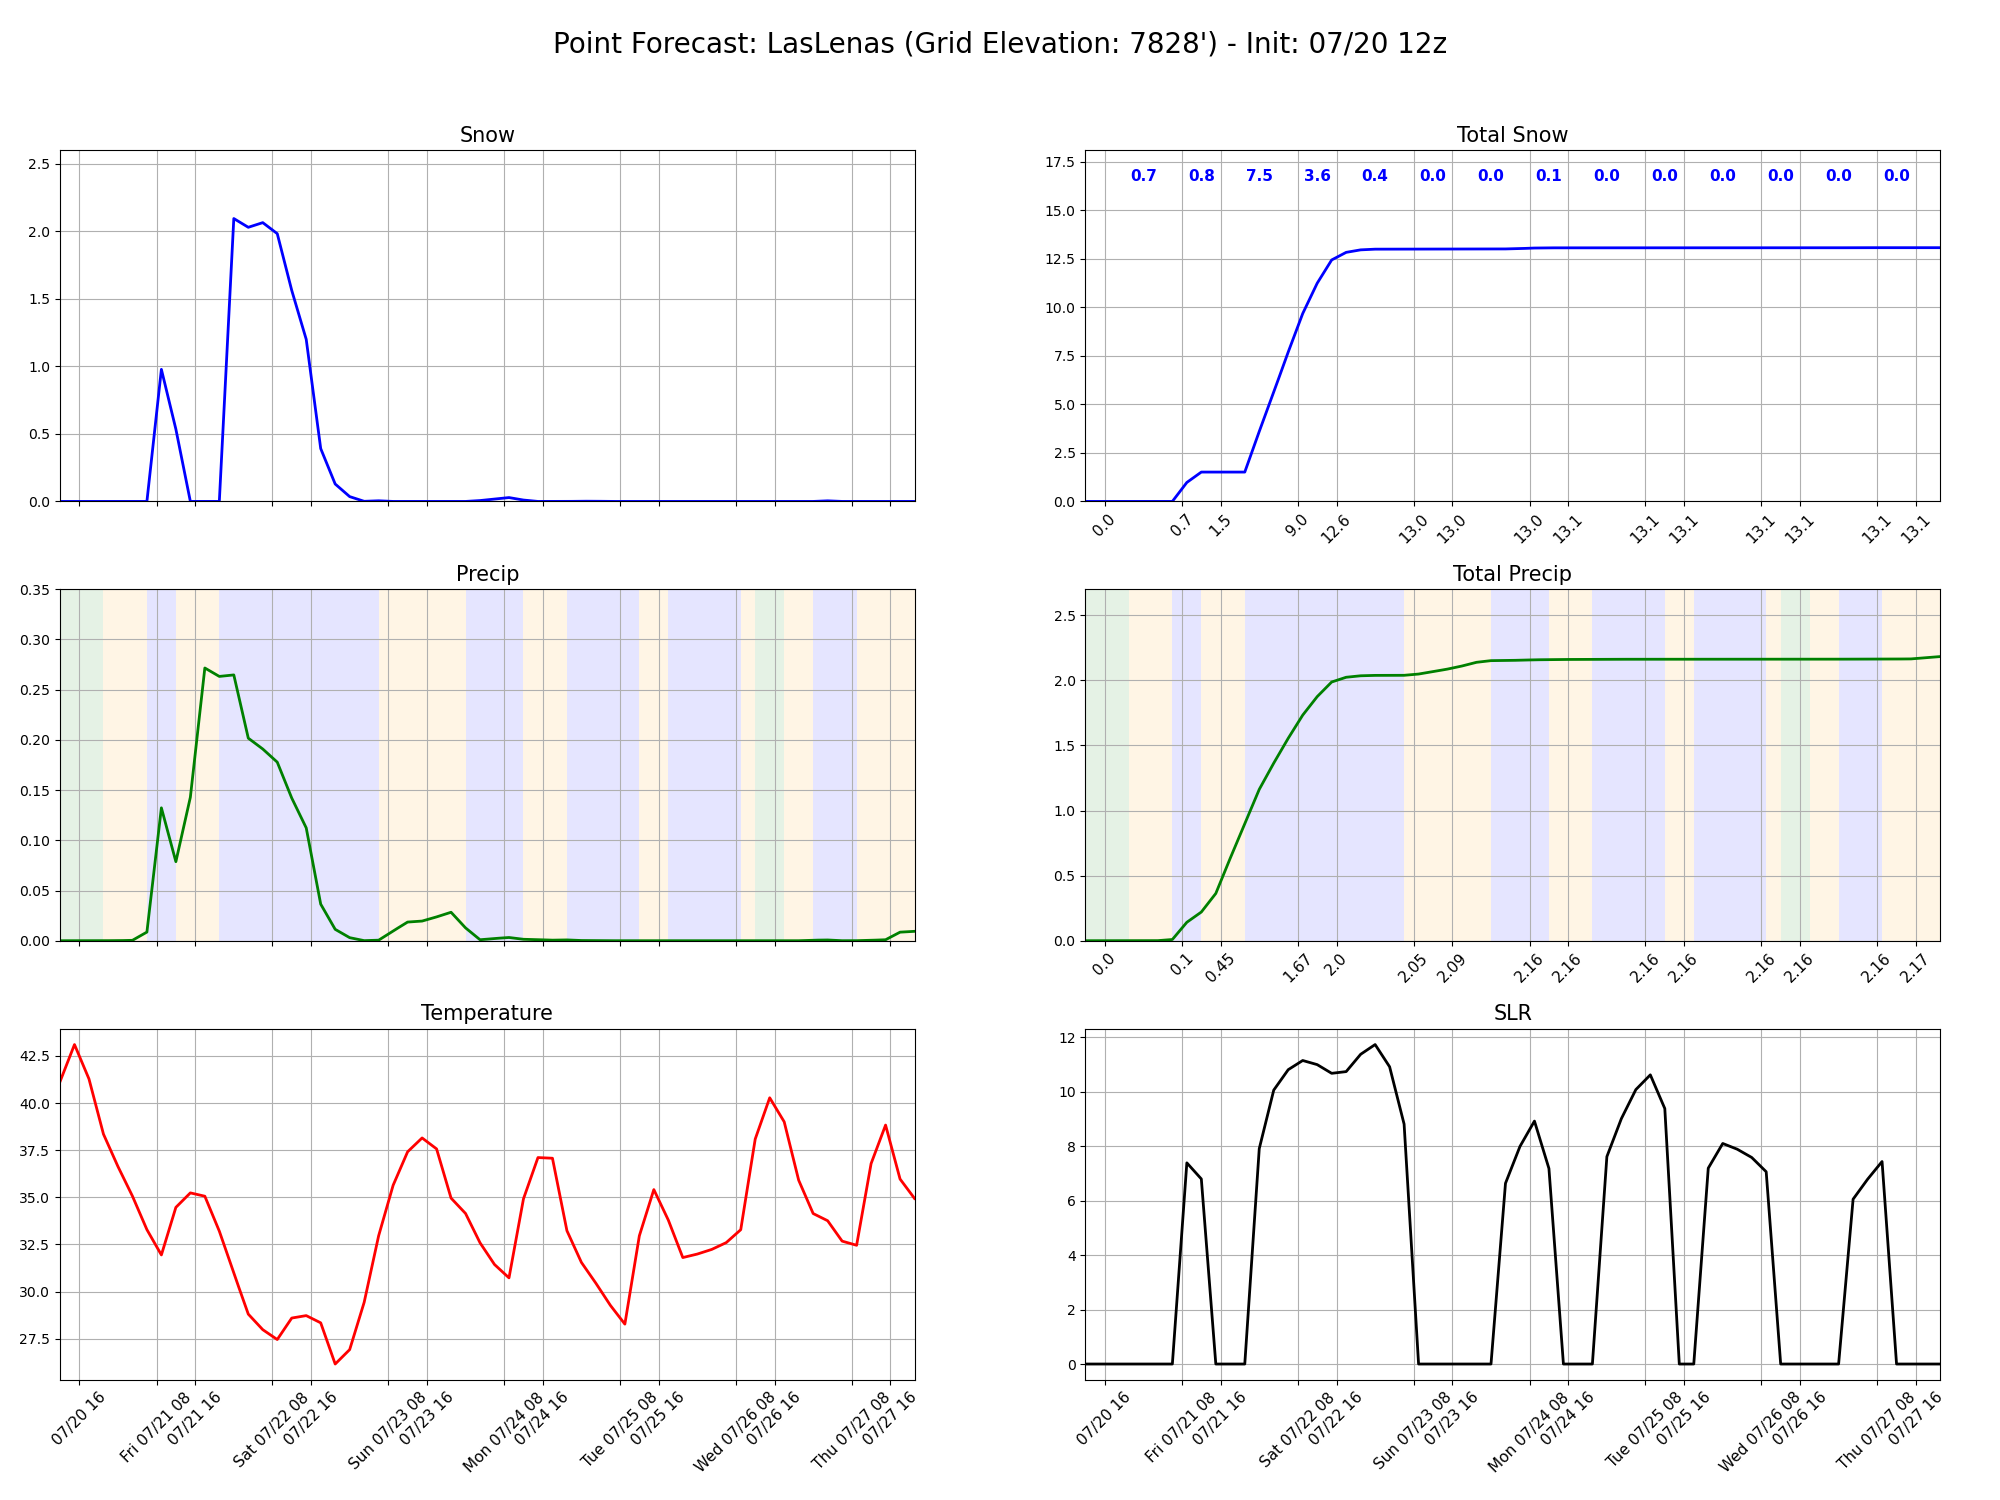 Point Forecast: LasLenas (Grid Elevation: 7828') - Init: 07/20 12z
Snow
2.5
2.0
1.5
1.0
0.5
0.0
Total Snow
17.5
15.0
12.5
10.0
7.5
5.0
2.5
0.0
0.7 0.8 7.5 3.6 0.4 0.0 0.0 0.1 0.0 0.0 0.0 0.0 0.0 0.0
0.0 0.7 1.5 9.0 12.6 13.0 13.0 13.0 13.1 13.1 13.1 13.1 13.1 13.1 13.1
Precip
0.35
0.30
0.25
0.20
0.15
0.10
0.05
0.00
Total Precip
2.5
2.0
1.5
1.0
0.5
0.0
0.0 0.1 0.45 1.67 2.0 2.05 2.09 2.16 2.16 2.16 2.16 2.16 2.16 2.16 2.17
Temperature
42.5
40.0
37.5
35.0
32.5
30.0
27.5
07/20 16
Fri 07/21 08
07/21 16
Sat 07/22 08
07/22 16
Sun 07/23 08
07/23 16
Mon 07/24 08
07/24 16
Tue 07/25 08
07/25 16
Wed 07/26 08
07/26 16
Thu 07/27 08
07/27 16
SLR
12
10
8
6
4
2
0
07/20 16
Fri 07/21 08
07/21 16
Sat 07/22 08
07/22 16
Sun 07/23 08
07/23 16
Mon 07/24 08
07/24 16
Tue 07/25 08
07/25 16
Wed 07/26 08
07/26 16
Thu 07/27 08
07/27 16